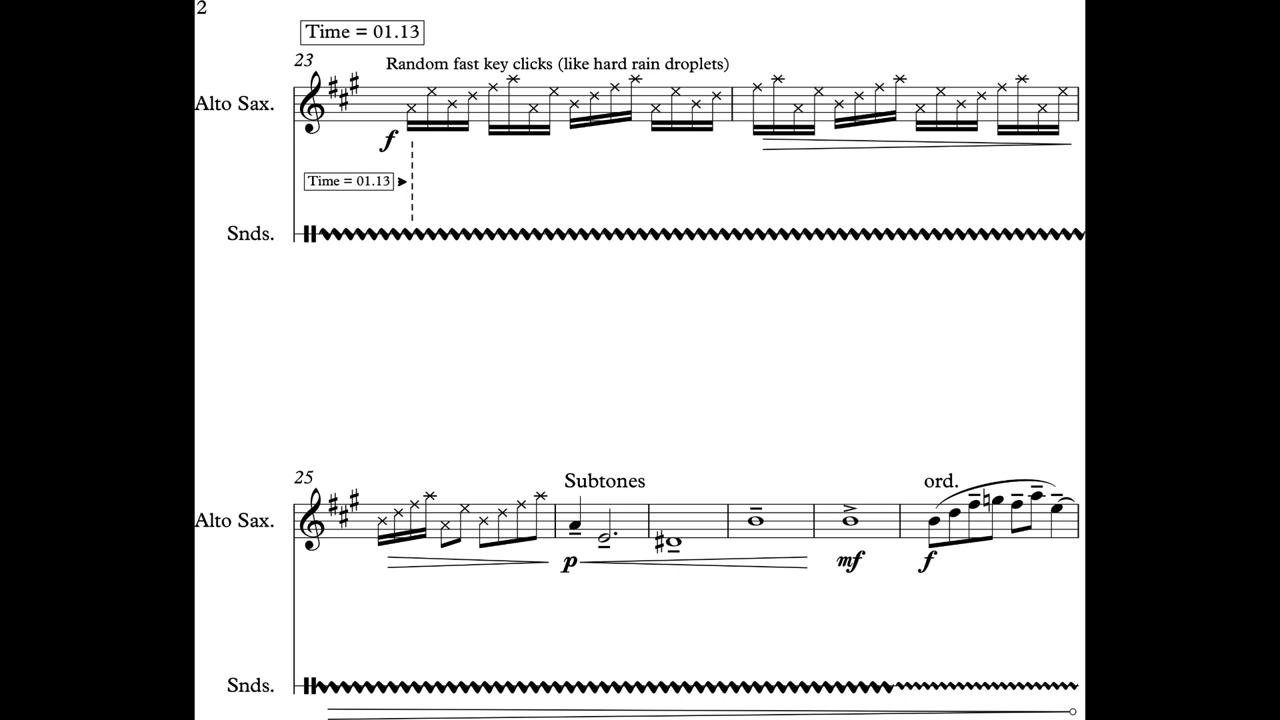 2
Time = 01.13
23
Random fast key clicks (like hard rain droplets)
Alto Sax.
f
Time = 01.13
Snds.
25
Subtones
ord.
Alto Sax.
p
mf
f
Snds.